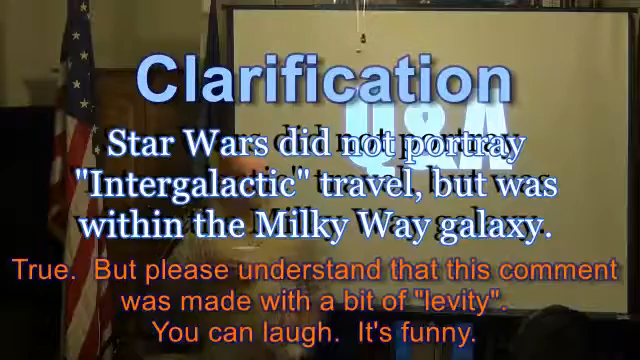 Clarification
Q&A
Star Wars did not portray
"Intergalactic" travel, but was
within the Milky Way galaxy.
True. But please understand that this comment
was made with a bit of "levity".
You can laugh. It's funny.